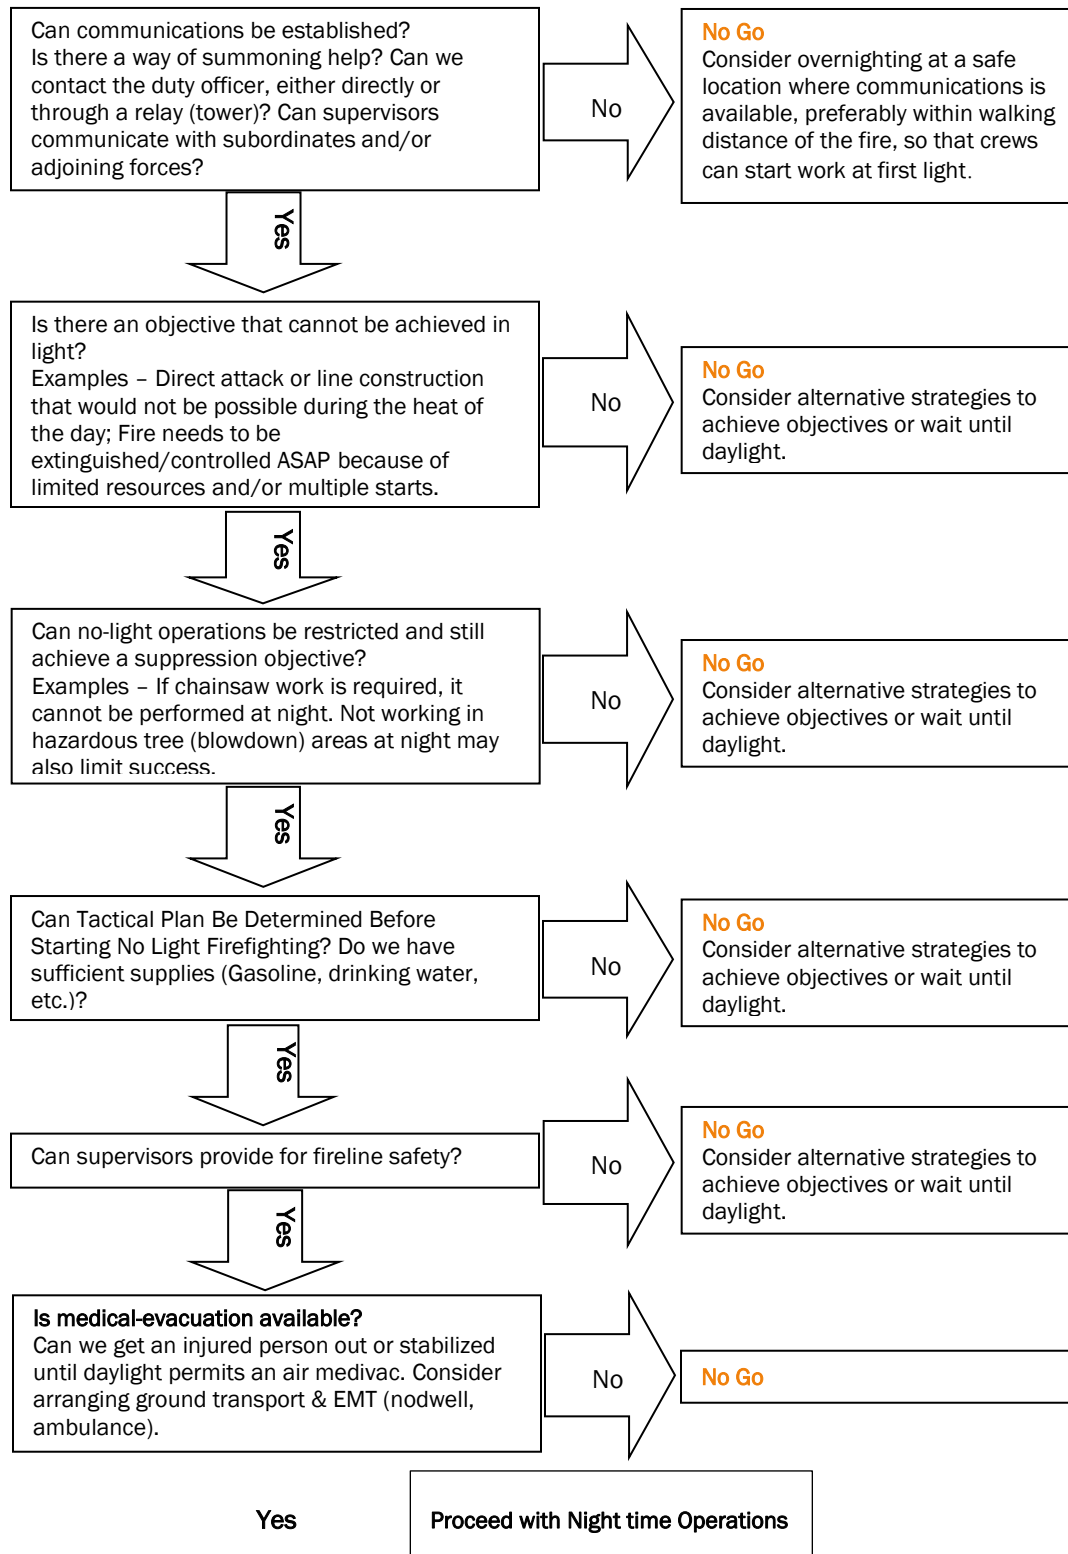 Can communications be established?
Is there a way of summoning help? Can we
contact the duty officer, either directly or
through a relay (tower)? Can supervisors
communicate with subordinates and/or
adjoining forces?
No
No Go
Consider overnighting at a safe
location where communications is
available, preferably within walking
distance of the fire, so that crews
can start work at first light.
Yes
Is there an objective that cannot be achieved in
light?
Examples – Direct attack or line construction
that would not be possible during the heat of
the day; Fire needs to be
extinguished/controlled ASAP because of
limited resources and/or multiple starts.
No
No Go
Consider alternative strategies to
achieve objectives or wait until
daylight.
Yes
Can no-light operations be restricted and still
achieve a suppression objective?
Examples – If chainsaw work is required, it
cannot be performed at night. Not working in
hazardous tree (blowdown) areas at night may
also limit success.
No
No Go
Consider alternative strategies to
achieve objectives or wait until
daylight.
Yes
Can Tactical Plan Be Determined Before
Starting No Light Firefighting? Do we have
sufficient supplies (Gasoline, drinking water,
etc.)?
No
No Go
Consider alternative strategies to
achieve objectives or wait until
daylight.
Yes
Can supervisors provide for fireline safety?
No
No Go
Consider alternative strategies to
achieve objectives or wait until
daylight.
Yes
Is medical-evacuation available?
Can we get an injured person out or stabilized
until daylight permits an air medivac. Consider
arranging ground transport & EMT (nodwell,
ambulance).
No
No Go
Yes
Proceed with Night time Operations